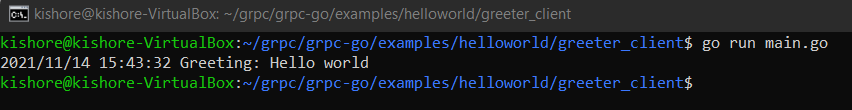 kishore@kishore-VirtualBox: ~/grpc/grpc-go/examples/helloworld/greeter_client
kishore@kishore-VirtualBox:~/grpc/grpc-go/examples/helloworld/greeter_client$ go run main.go
2021/11/14 15:43:32 Greeting: Hello world
kishore@kishore-VirtualBox:~/grpc/grpc-go/examples/helloworld/greeter_client$